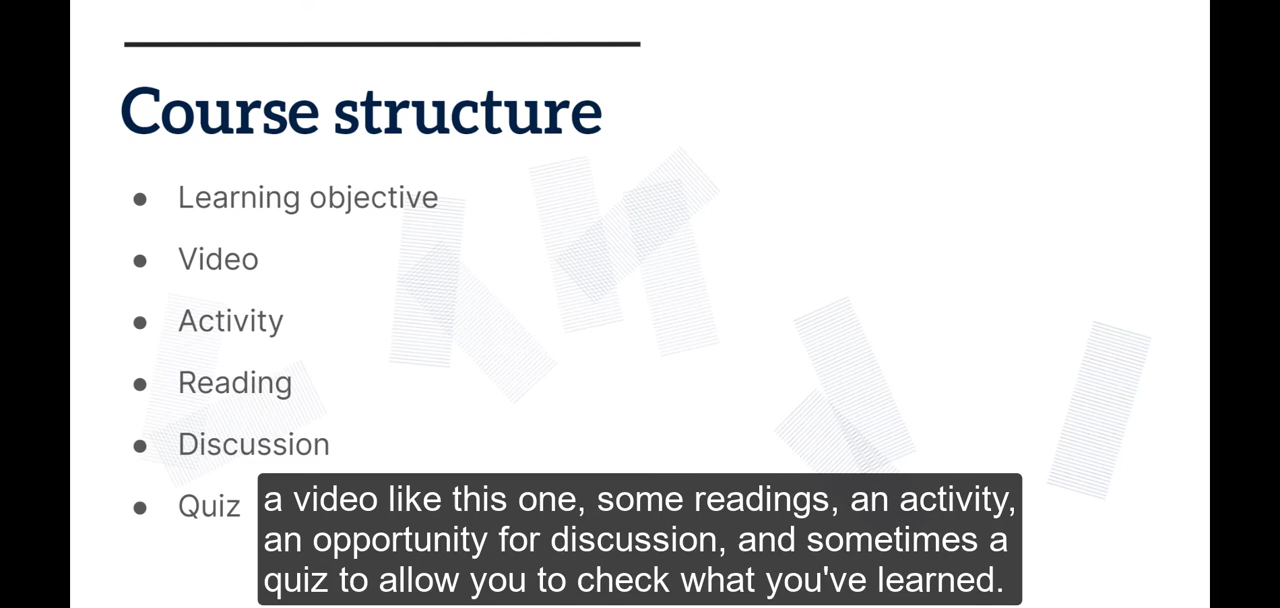 Course structure
● Learning objective
● Video
● Activity
● Reading
● Discussion
● Quiz
a video like this one, some readings, an activity,
an opportunity for discussion, and sometimes a
quiz to allow you to check what you've learned.